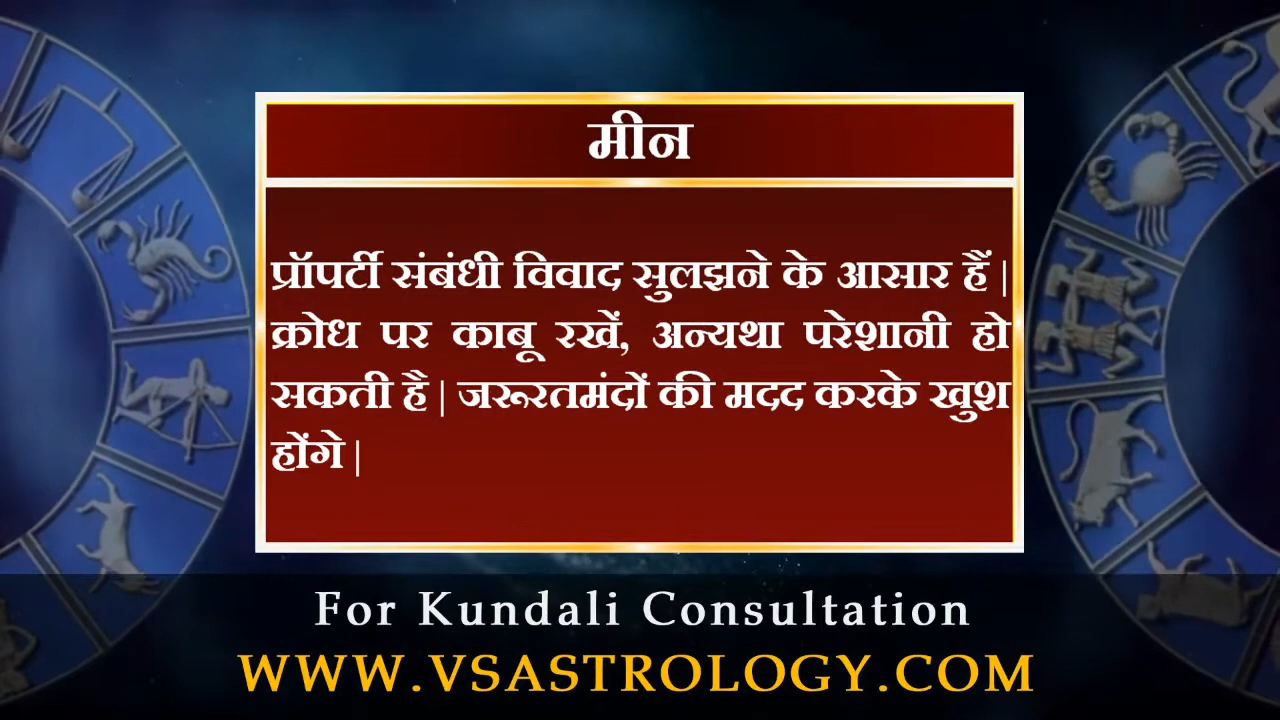 मीन
प्रॉपर्टी संबंधी विवाद सुलझने के आसार हैं |
क्रोध पर काबू रखें, अन्यथा परेशानी हो
सकती है | जरूरतमंदों की मदद करके खुश
होंगे |
For Kundali Consultation
WWW.VSASTROLOGY.COM